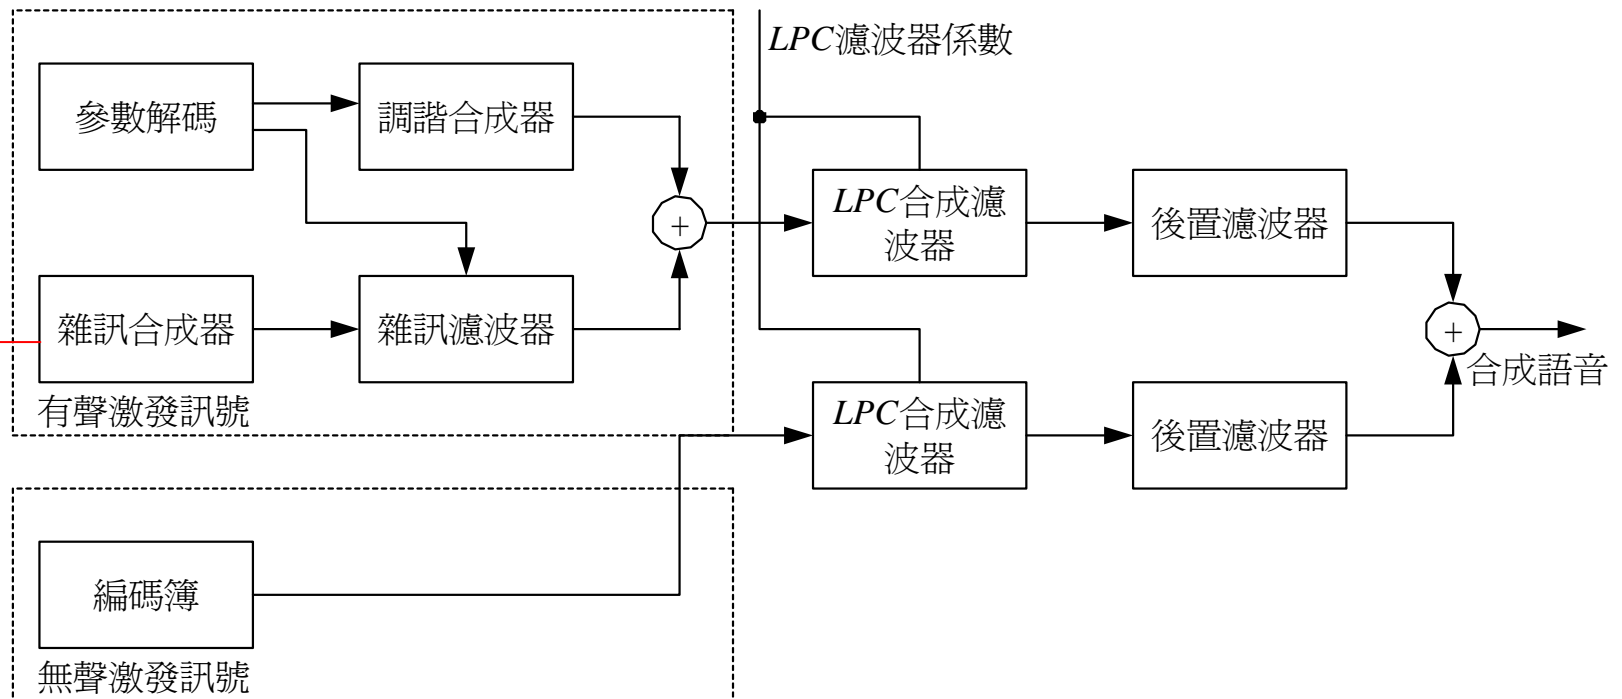 LPC濾波器係數
參數解碼
調諧合成器
LPC合成濾
波器
後置濾波器
+
雜訊合成器
雜訊濾波器
+
合成語音
有聲激發訊號
LPC合成濾
波器
後置濾波器
編碼簿
無聲激發訊號